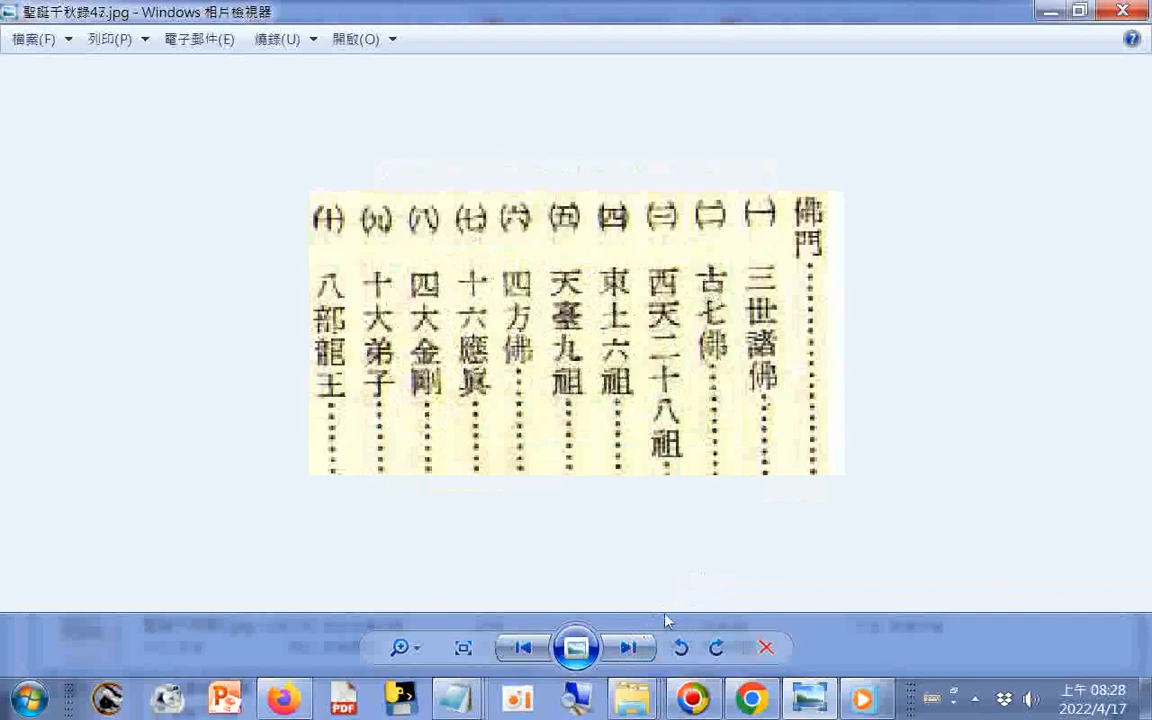 聖誕千秋錄47.jpg - Windows 相片檢視器
檔案(F) 列印(P) 電子郵件(E) 燒錄(U) 開啟(O)
佛門
㈠ 三世諸佛
㈡ 古七佛
㈢ 西天二十八祖
㈣ 東土六祖
㈤ 天臺九祖
㈥ 四方佛
㈦ 十六應眞
㈧ 四大金剛
㈨ 十大弟子
㈩ 八部龍王
PDF
上午 08:28
2022/4/17